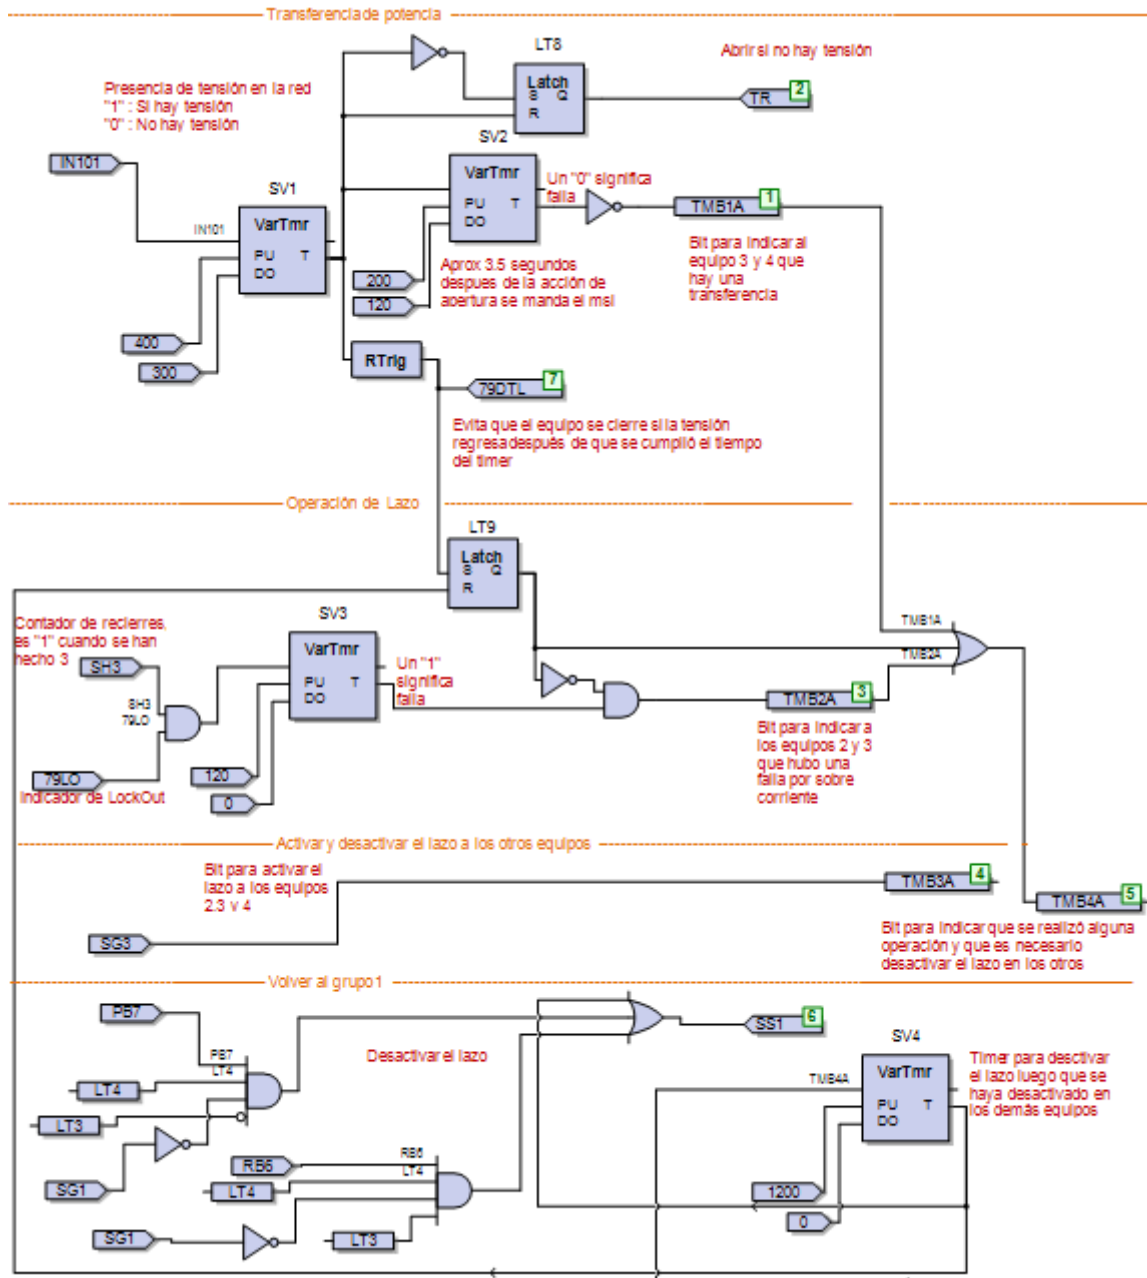 Transferencia de potencia
LT8
Abrir si no hay tensión
Latch
S Q
R
TR 2
Presencia de tensión en la red
"1" : Si hay tensión
"0" : No hay tensión
SV2
IN101
VarTmr
PU T
DO
Un "0" significa
falla
SV1
VarTmr
IN101
PU T
DO
TMB1A 1
Bit para Indicar al
equipo 3 y 4 que
hay una
transferencia
200
120
Aprox 3.5 segundos
despues de la acción de
apertura se manda el msj
400
300
RTrig
79DTL 7
Evita que el equipo se cierre si la tensión
regresa después de que se cumplió el tiempo
del timer
Operación de Lazo
LT9
Latch
S Q
R
Contador de recierres,
es "1" cuando se han
hecho 3
SH3
SV3
VarTmr
PU T
DO
Un "1"
significa
falla
TMB1A
TMB2A
SH3
79LO
79LO
Indicador de LockOut
120
0
TMB2A 3
Bit para Indicar a
los equipos 2 y 3
que hubo una
falla por sobre
corriente
Activar y desactivar el lazo a los otros equipos
Bit para activar el
lazo a los equipos
2.3 v 4
TMB3A 4
TMB4A 5
SG3
Bit para Indicar que se realizó alguna
operación y que es necesario
desactivar el lazo en los otros
Volver al grupo1
PB7
PB7
LT4
LT4
LT3
SG1
Desactivar el lazo
SS1 6
SV4
VarTmr
TMB4A
PU T
DO
Timer para desctivar
el lazo luego que se
haya desactivado en
los demás equipos
RB6
RB6
LT4
LT4
SG1
LT3
1200
0